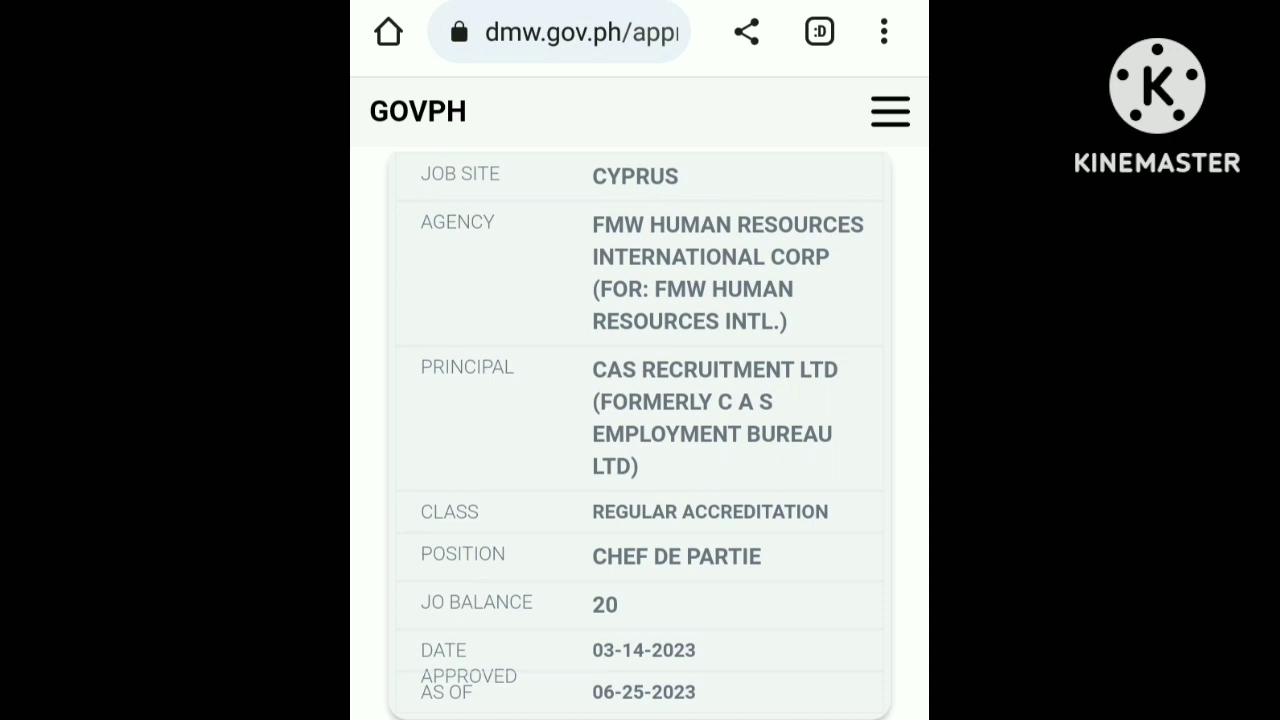 dmw.gov.ph/appr
:D
GOVPH
JOB SITE CYPRUS
AGENCY FMW HUMAN RESOURCES
INTERNATIONAL CORP
(FOR: FMW HUMAN
RESOURCES INTL.)
PRINCIPAL CAS RECRUITMENT LTD
(FORMERLY C A S
EMPLOYMENT BUREAU
LTD)
CLASS REGULAR ACCREDITATION
POSITION CHEF DE PARTIE
JO BALANCE 20
DATE 03-14-2023
APPROVED
AS OF 06-25-2023
K
KINEMASTER